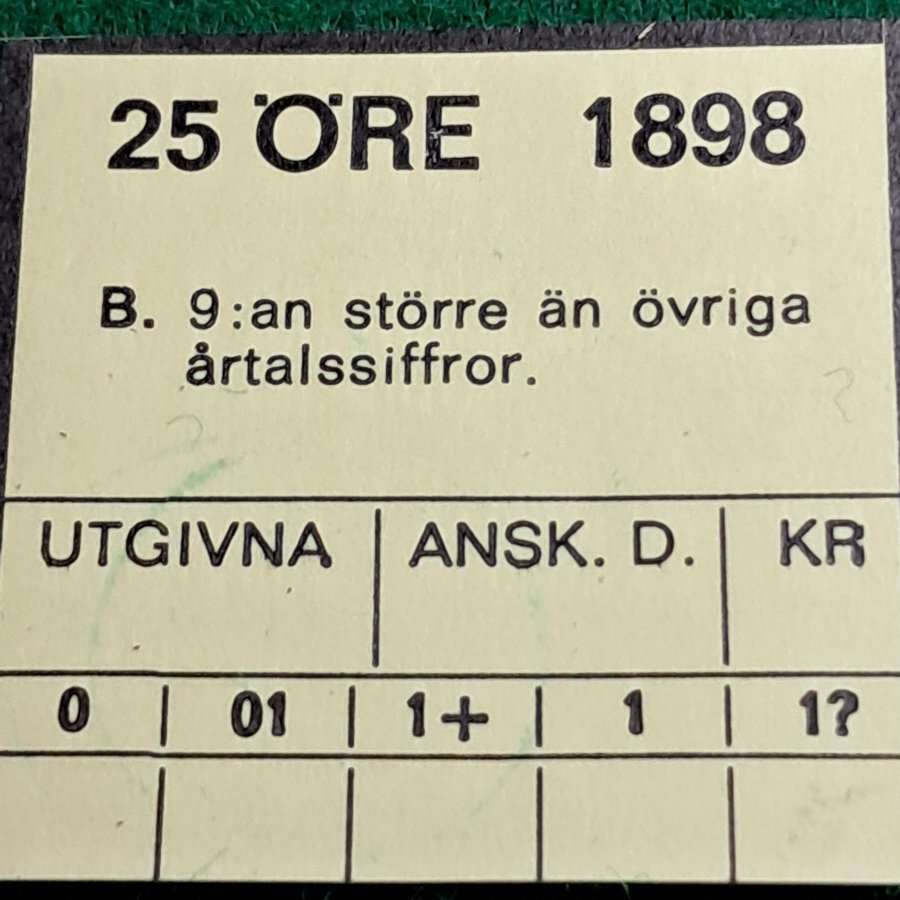 25 ÖRE 1898
B. 9:an större än övriga
årtalssiffror.
UTGIVNA ANSK. D. KR
0 01 1+ 1 1?